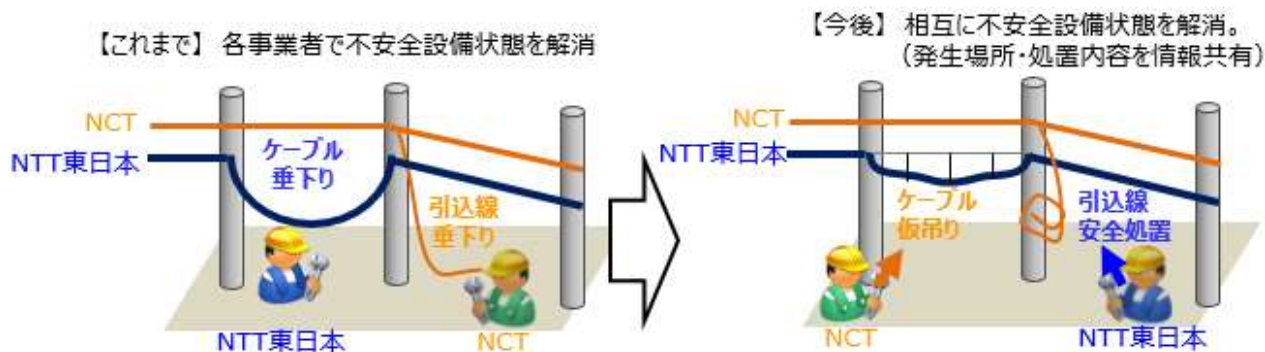 【これまで】 各事業者で不安全設備状態を解消
NCT
NTT東日本
ケーブル
垂下り
引込線
垂下り
NTT東日本
NCT
【今後】 相互に不安全設備状態を解消。
（発生場所・処置内容を情報共有）
NCT
NTT東日本
ケーブル
仮吊り
引込線
安全処置
NCT
NTT東日本